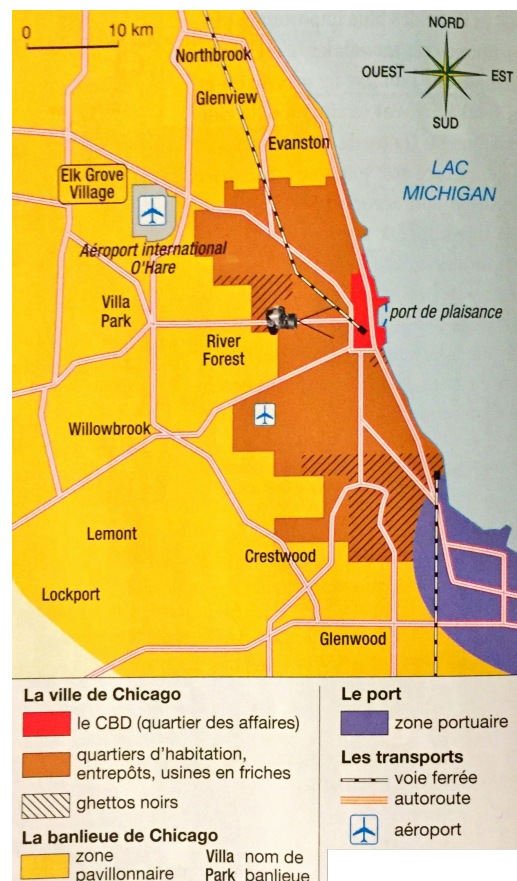 0 10 km
NORD
OUEST
EST
SUD
Northbrook
Glenview
Evanston
LAC
MICHIGAN
Elk Grove
Village
Aéroport international
O'Hare
Villa
Park
port de plaisance
River
Forest
Willowbrook
Lemont
Crestwood
Lockport
Glenwood
La ville de Chicago
le CBD (quartier des affaires)
quartiers d'habitation,
entrepôts, usines en friches
ghettos noirs
La banlieue de Chicago
zone
pavillonnaire
Villa nom de
Park banlieue
Le port
zone portuaire
Les transports
voie ferrée
autoroute
aéroport